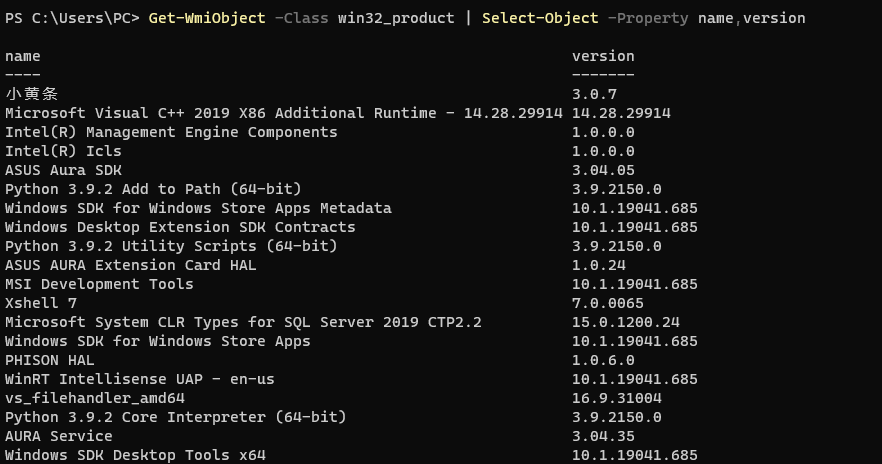 PS C:\Users\PC> Get-WmiObject -Class win32_product | Select-Object -Property name,version
name version
---- -------
小黄条 3.0.7
Microsoft Visual C++ 2019 X86 Additional Runtime - 14.28.29914 14.28.29914
Intel(R) Management Engine Components 1.0.0.0
Intel(R) Icls 1.0.0.0
ASUS Aura SDK 3.04.05
Python 3.9.2 Add to Path (64-bit) 3.9.2150.0
Windows SDK for Windows Store Apps Metadata 10.1.19041.685
Windows Desktop Extension SDK Contracts 10.1.19041.685
Python 3.9.2 Utility Scripts (64-bit) 3.9.2150.0
ASUS AURA Extension Card HAL 1.0.24
MSI Development Tools 10.1.19041.685
Xshell 7 7.0.0065
Microsoft System CLR Types for SQL Server 2019 CTP2.2 15.0.1200.24
Windows SDK for Windows Store Apps 10.1.19041.685
PHISON HAL 1.0.6.0
WinRT Intellisense UAP - en-us 10.1.19041.685
vs_filehandler_amd64 16.9.31004
Python 3.9.2 Core Interpreter (64-bit) 3.9.2150.0
AURA Service 3.04.35
Windows SDK Desktop Tools x64 10.1.19041.685